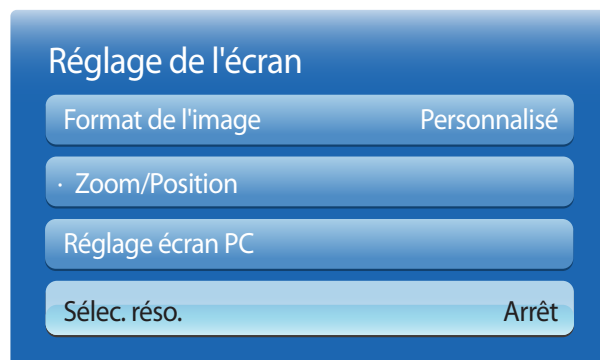 Réglage de l'écran
Format de l'image Personnalisé
· Zoom/Position
Réglage écran PC
Sélec. réso. Arrêt